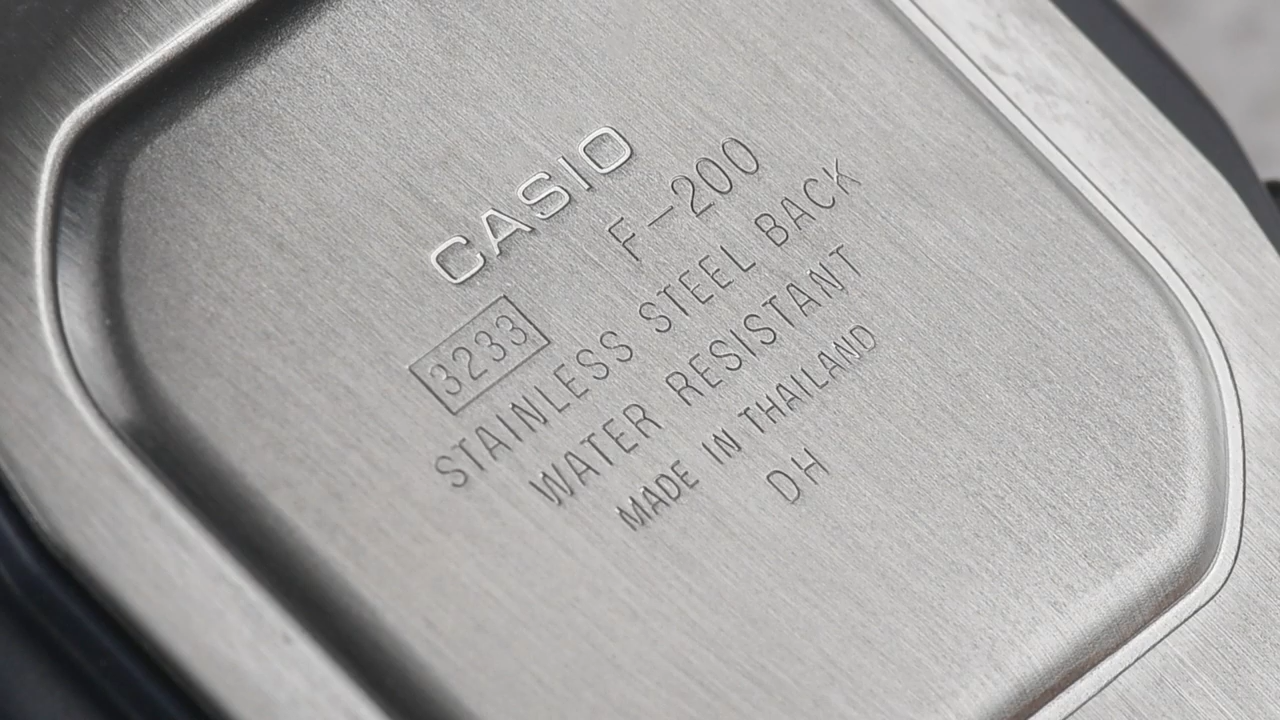 CASIO
F-200
3233
STAINLESS STEEL BACK
WATER RESISTANT
MADE IN THAILAND
DH